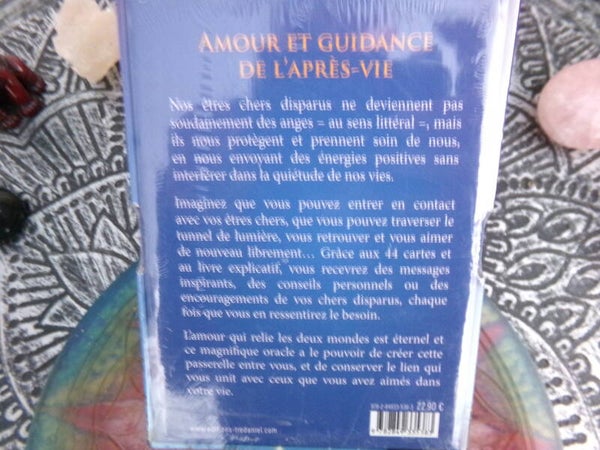 AMOUR ET GUIDANCE
DE L'APRÈS-VIE
Nos êtres chers disparus ne deviennent pas
soudainement des anges – au sens littéral –, mais
ils nous protègent et prennent soin de nous,
en nous envoyant des énergies positives sans
interférer dans la quiétude de nos vies.
Imaginez que vous pouvez entrer en contact
avec vos êtres chers, que vous pouvez traverser le
tunnel de lumière, vous retrouver et vous aimer
de nouveau librement... Grâce aux 44 cartes et
au livre explicatif, vous recevrez des messages
inspirants, des conseils personnels ou des
encouragements de vos chers disparus, chaque
fois que vous en ressentirez le besoin.
L'amour qui relie les deux mondes est éternel et
ce magnifique oracle a le pouvoir de créer cette
passerelle entre vous, et de conserver le lien qui
vous unit avec ceux que vous avez aimés dans
votre vie.
22,90 €
www.editions-tredaniel.com